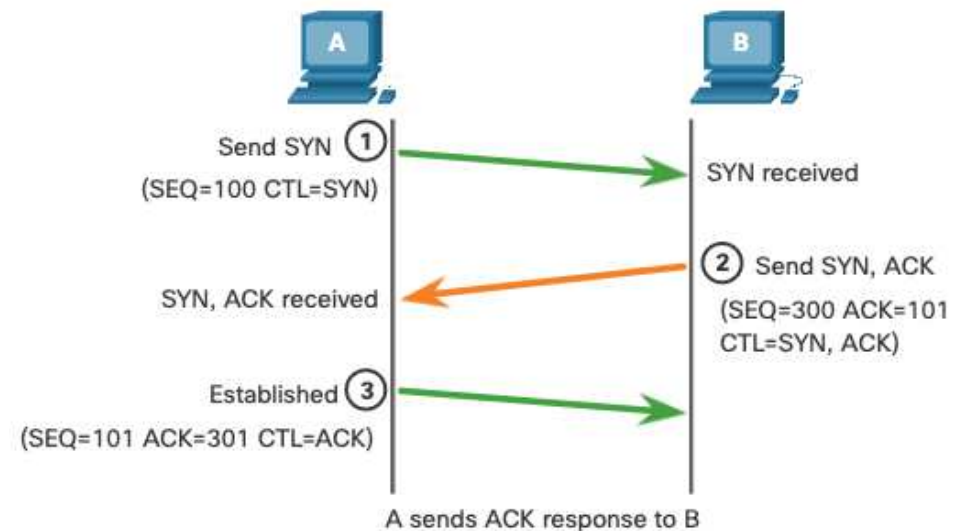 A
B
Send SYN 1
(SEQ=100 CTL=SYN)
SYN received
2 Send SYN, ACK
(SEQ=300 ACK=101
CTL=SYN, ACK)
SYN, ACK received
Established 3
(SEQ=101 ACK=301 CTL=ACK)
A sends ACK response to B